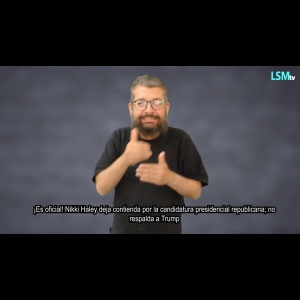 LSMtv
¡Es oficial! Nikki Haley deja contienda por la candidatura presidencial republicana; no
respalda a Trump